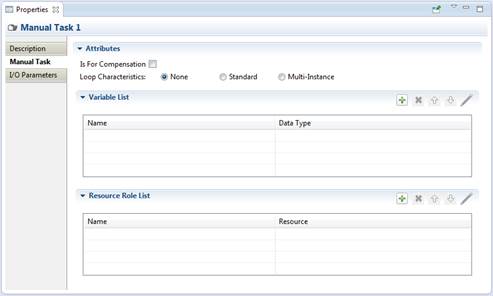 Properties
Manual Task 1
Description
Manual Task
I/O Parameters
Attributes
Is For Compensation
Loop Characteristics: None Standard Multi-Instance
Variable List
Name Data Type
Resource Role List
Name Resource